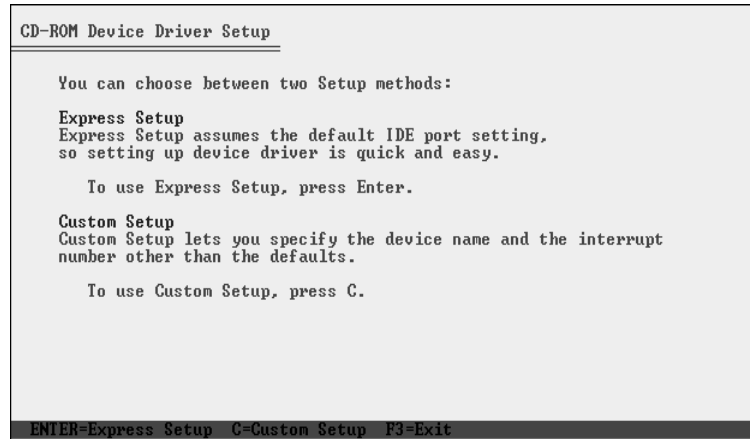 CD-ROM Device Driver Setup
You can choose between two Setup methods:
Express Setup
Express Setup assumes the default IDE port setting,
so setting up device driver is quick and easy.
To use Express Setup, press Enter.
Custom Setup
Custom Setup lets you specify the device name and the interrupt
number other than the defaults.
To use Custom Setup, press C.
ENTER=Express Setup  C=Custom Setup  F3=Exit